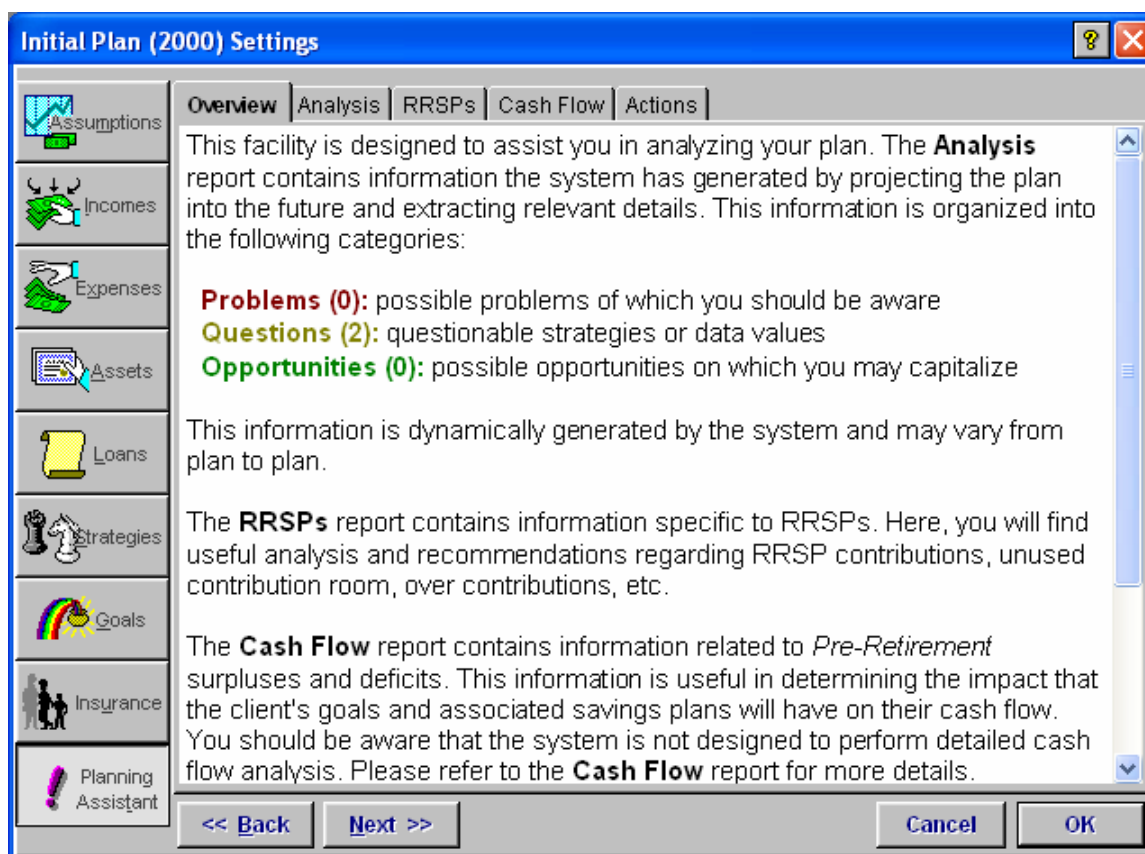 Initial Plan (2000) Settings
?
Assumptions
Incomes
Expenses
Assets
Loans
Strategies
Goals
Insurance
Planning
Assistant
Overview
Analysis
RRSPs
Cash Flow
Actions
This facility is designed to assist you in analyzing your plan. The Analysis
report contains information the system has generated by projecting the plan
into the future and extracting relevant details. This information is organized into
the following categories:
Problems (0): possible problems of which you should be aware
Questions (2): questionable strategies or data values
Opportunities (0): possible opportunities on which you may capitalize
This information is dynamically generated by the system and may vary from
plan to plan.
The RRSPs report contains information specific to RRSPs. Here, you will find
useful analysis and recommendations regarding RRSP contributions, unused
contribution room, over contributions, etc.
The Cash Flow report contains information related to Pre-Retirement
surpluses and deficits. This information is useful in determining the impact that
the client's goals and associated savings plans will have on their cash flow.
You should be aware that the system is not designed to perform detailed cash
flow analysis. Please refer to the Cash Flow report for more details.
<< Back
Next >>
Cancel
OK